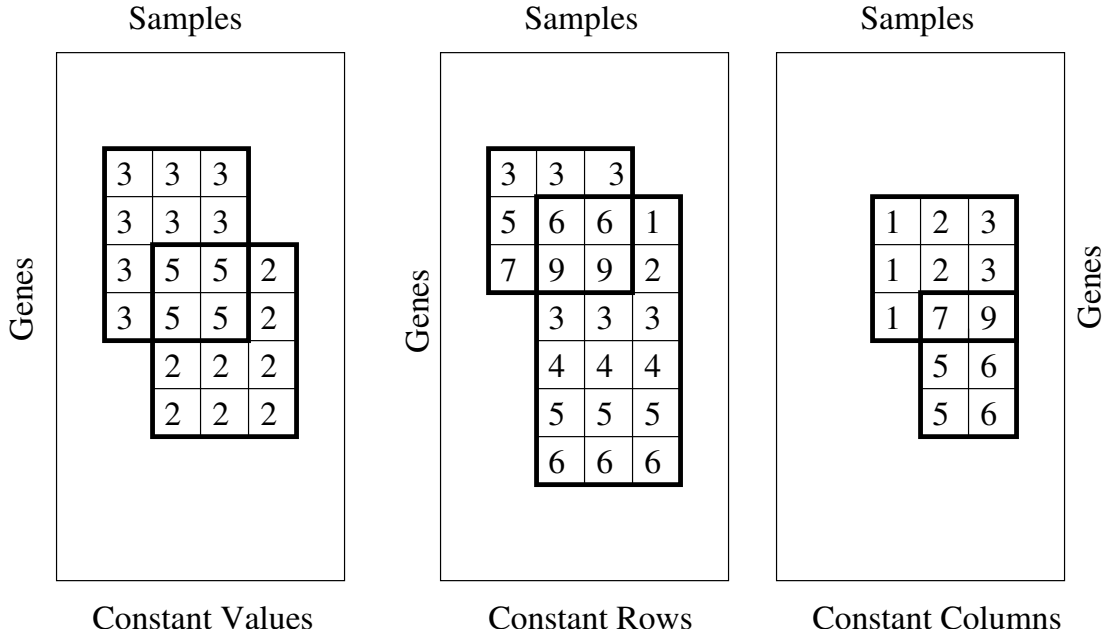 Samples Samples Samples
Genes
3 3 3
3 3 3
3 5 5 2
3 5 5 2
2 2 2
2 2 2
Constant Values
Genes
3 3 3
5 6 6 1
7 9 9 2
3 3 3
4 4 4
5 5 5
6 6 6
Constant Rows
1 2 3
1 2 3
1 7 9
5 6
5 6
Genes
Constant Columns